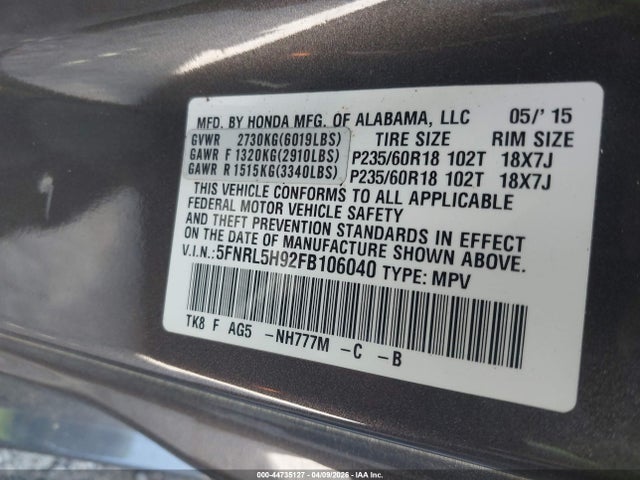 MFD. BY HONDA MFG. OF ALABAMA, LLC 05/'15
GVWR 2730KG(6019LBS) TIRE SIZE RIM SIZE
GAWR F 1320KG(2910LBS) P235/60R18 102T 18X7J
GAWR R 1515KG(3340LBS) P235/60R18 102T 18X7J
THIS VEHICLE CONFORMS TO ALL APPLICABLE
FEDERAL MOTOR VEHICLE SAFETY
AND THEFT PREVENTION STANDARDS IN EFFECT
ON THE DATE OF MANUFACTURE SHOWN ABOVE.
V.I.N.:5FNRL5H92FB106040 TYPE: MPV
TK8 F AG5 -NH777M -C -B
000-44735127 - 04/09/2026 - IAA Inc.